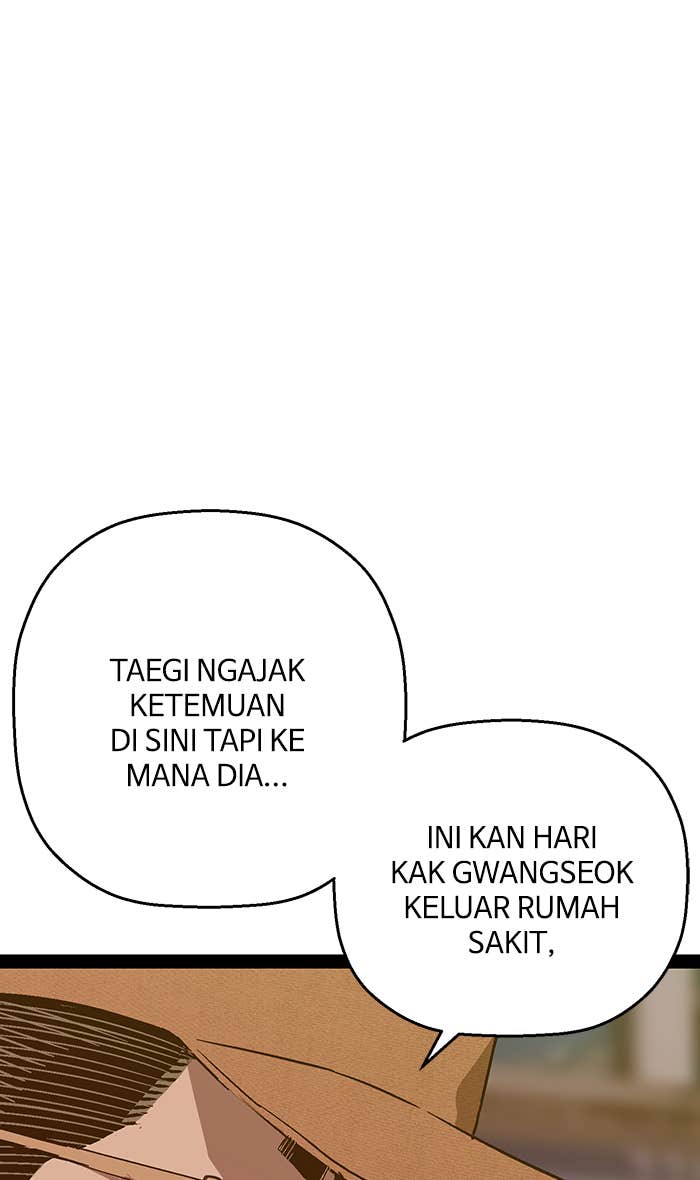 TAEGI NGAJAK
KETEMUAN
DI SINI TAPI KE
MANA DIA...
INI KAN HARI
KAK GWANGSEOK
KELUAR RUMAH
SAKIT,